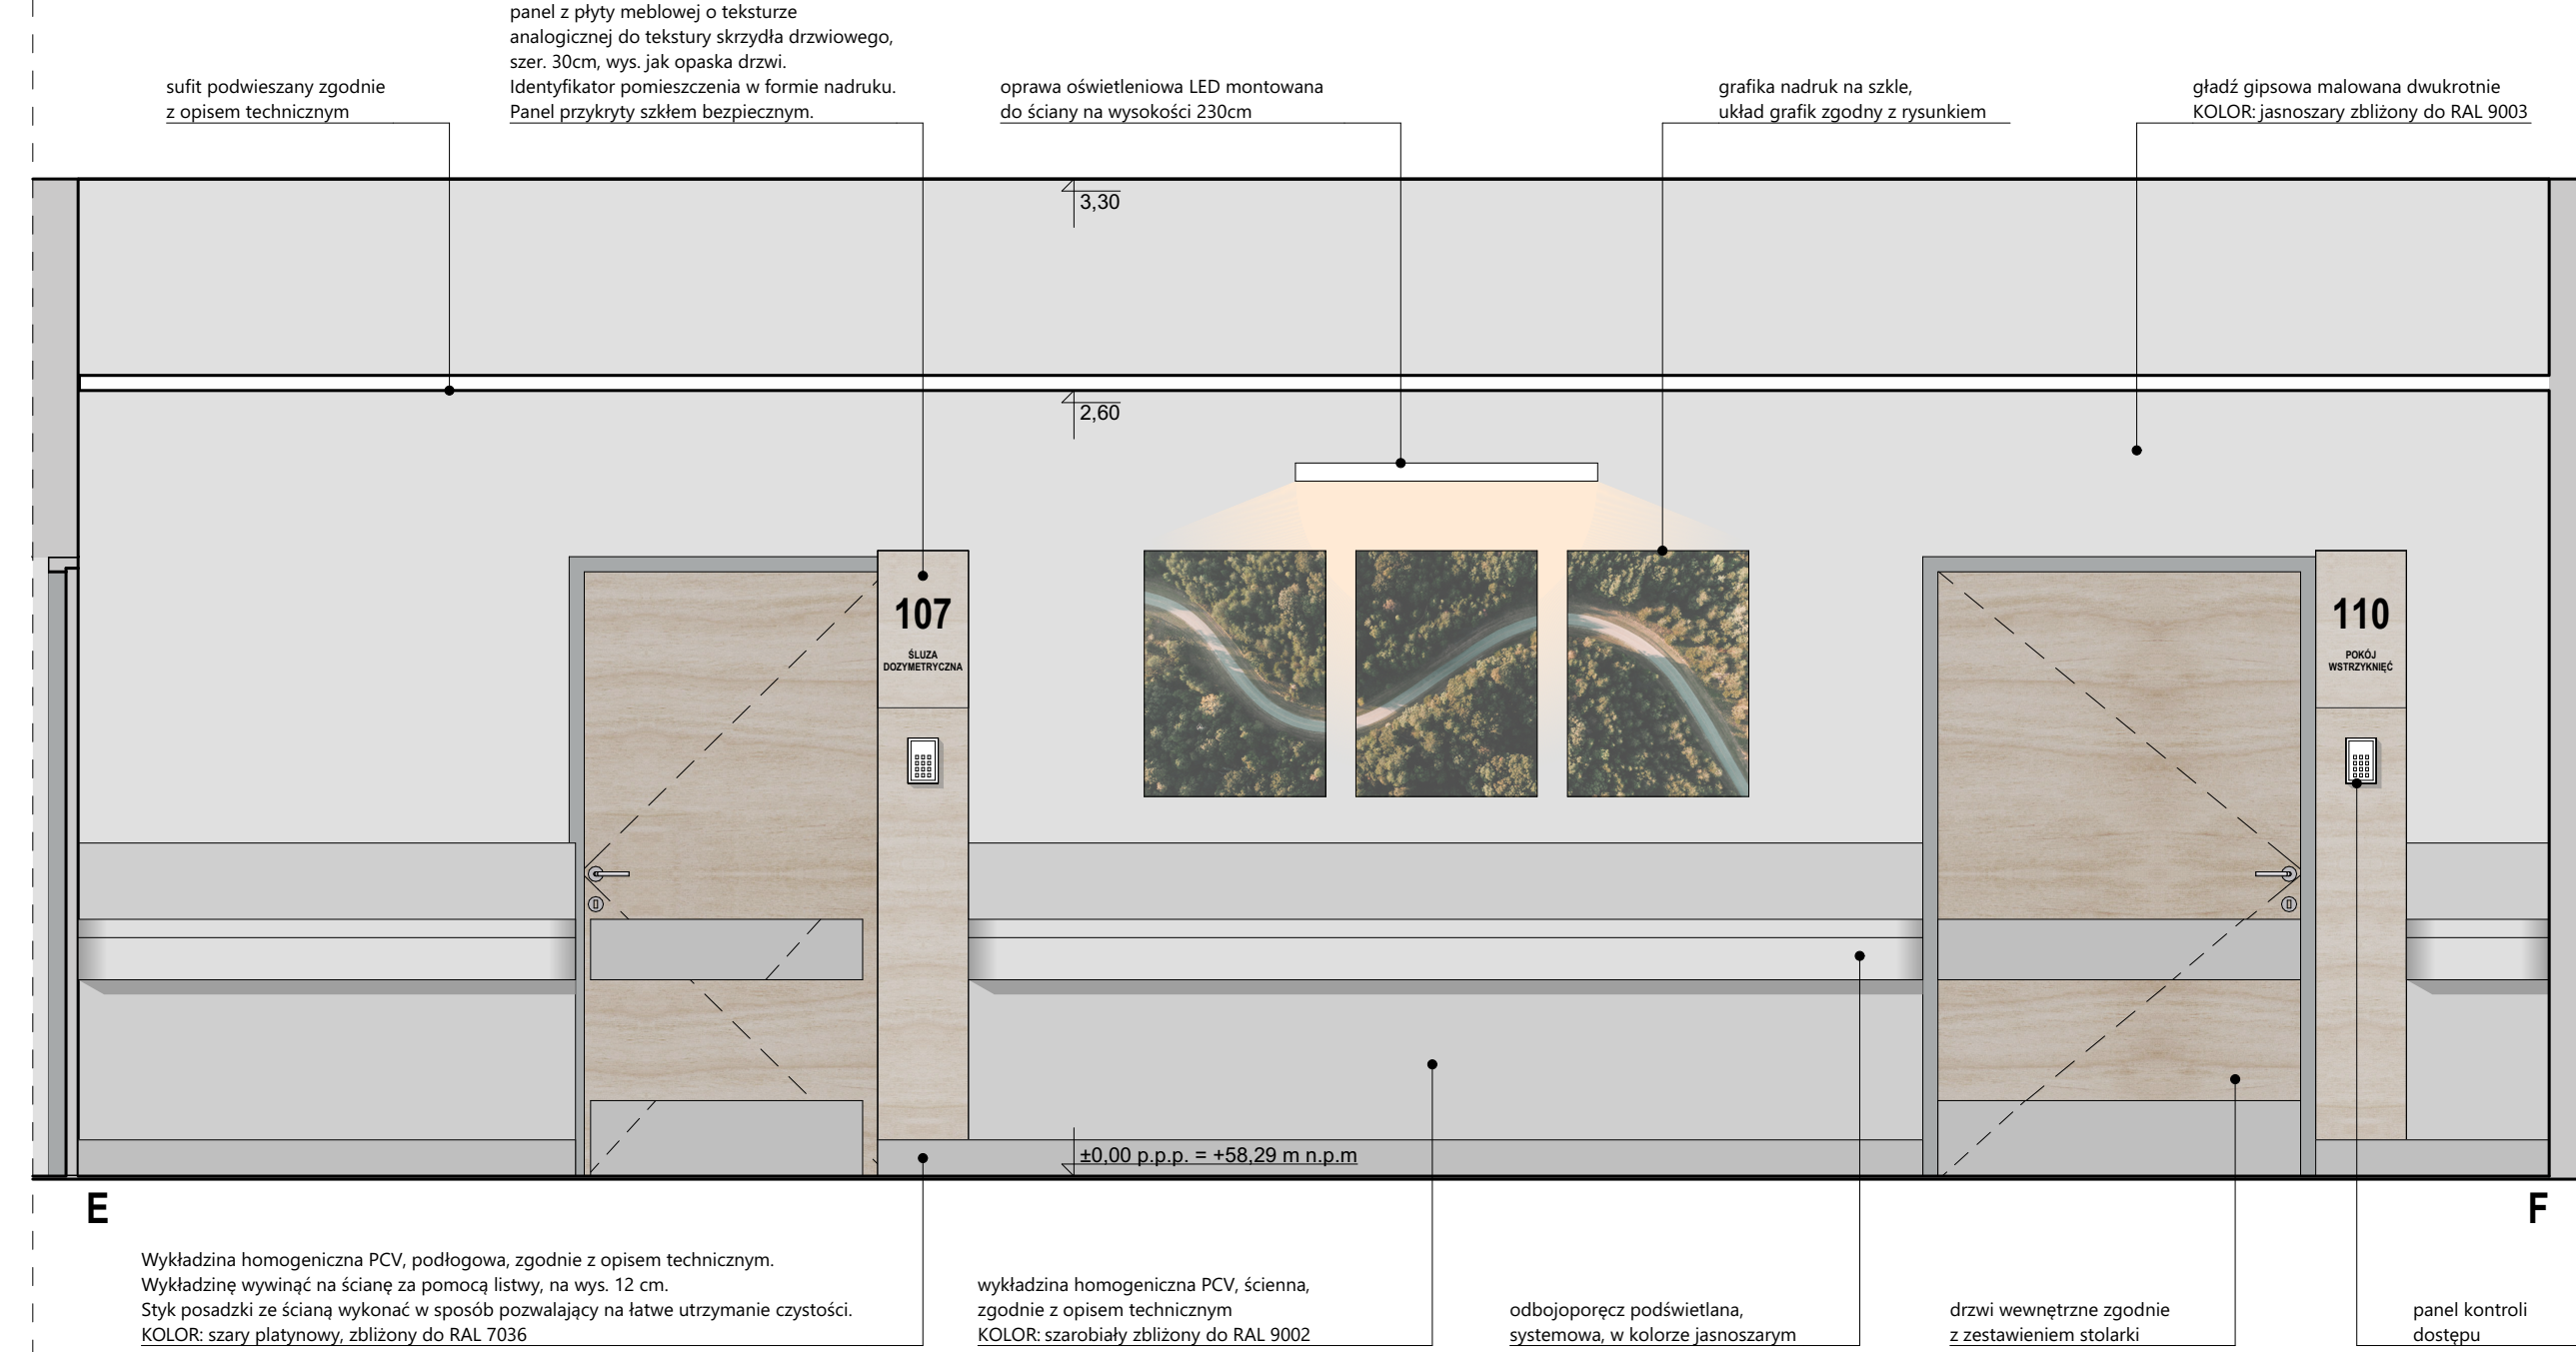 panel z płyty meblowej o teksturze
analogicznej do tekstury skrzydła drzwiowego,
szer. 30cm, wys. jak opaska drzwi.
Identyfikator pomieszczenia w formie nadruku.
Panel przykryty szkłem bezpiecznym.
sufit podwieszany zgodnie
z opisem technicznym
oprawa oświetleniowa LED montowana
do ściany na wysokości 230cm
grafika nadruk na szkle,
układ grafik zgodny z rysunkiem
gładź gipsowa malowana dwukrotnie
KOLOR: jasnoszary zbliżony do RAL 9003
3,30
2,60
107
ŚLUZA
DOZYMETRYCZNA
110
POKÓJ
WSTRZYKNIĘĆ
±0,00 p.p.p. = +58,29 m n.p.m
E
F
Wykładzina homogeniczna PCV, podłogowa, zgodnie z opisem technicznym.
Wykładzinę wywinąć na ścianę za pomocą listwy, na wys. 12 cm.
Styk posadzki ze ścianą wykonać w sposób pozwalający na łatwe utrzymanie czystości.
KOLOR: szary platynowy, zbliżony do RAL 7036
wykładzina homogeniczna PCV, ścienna,
zgodnie z opisem technicznym
KOLOR: szarobiały zbliżony do RAL 9002
odbojoporęcz podświetlana,
systemowa, w kolorze jasnoszarym
drzwi wewnętrzne zgodnie
z zestawieniem stolarki
panel kontroli
dostępu